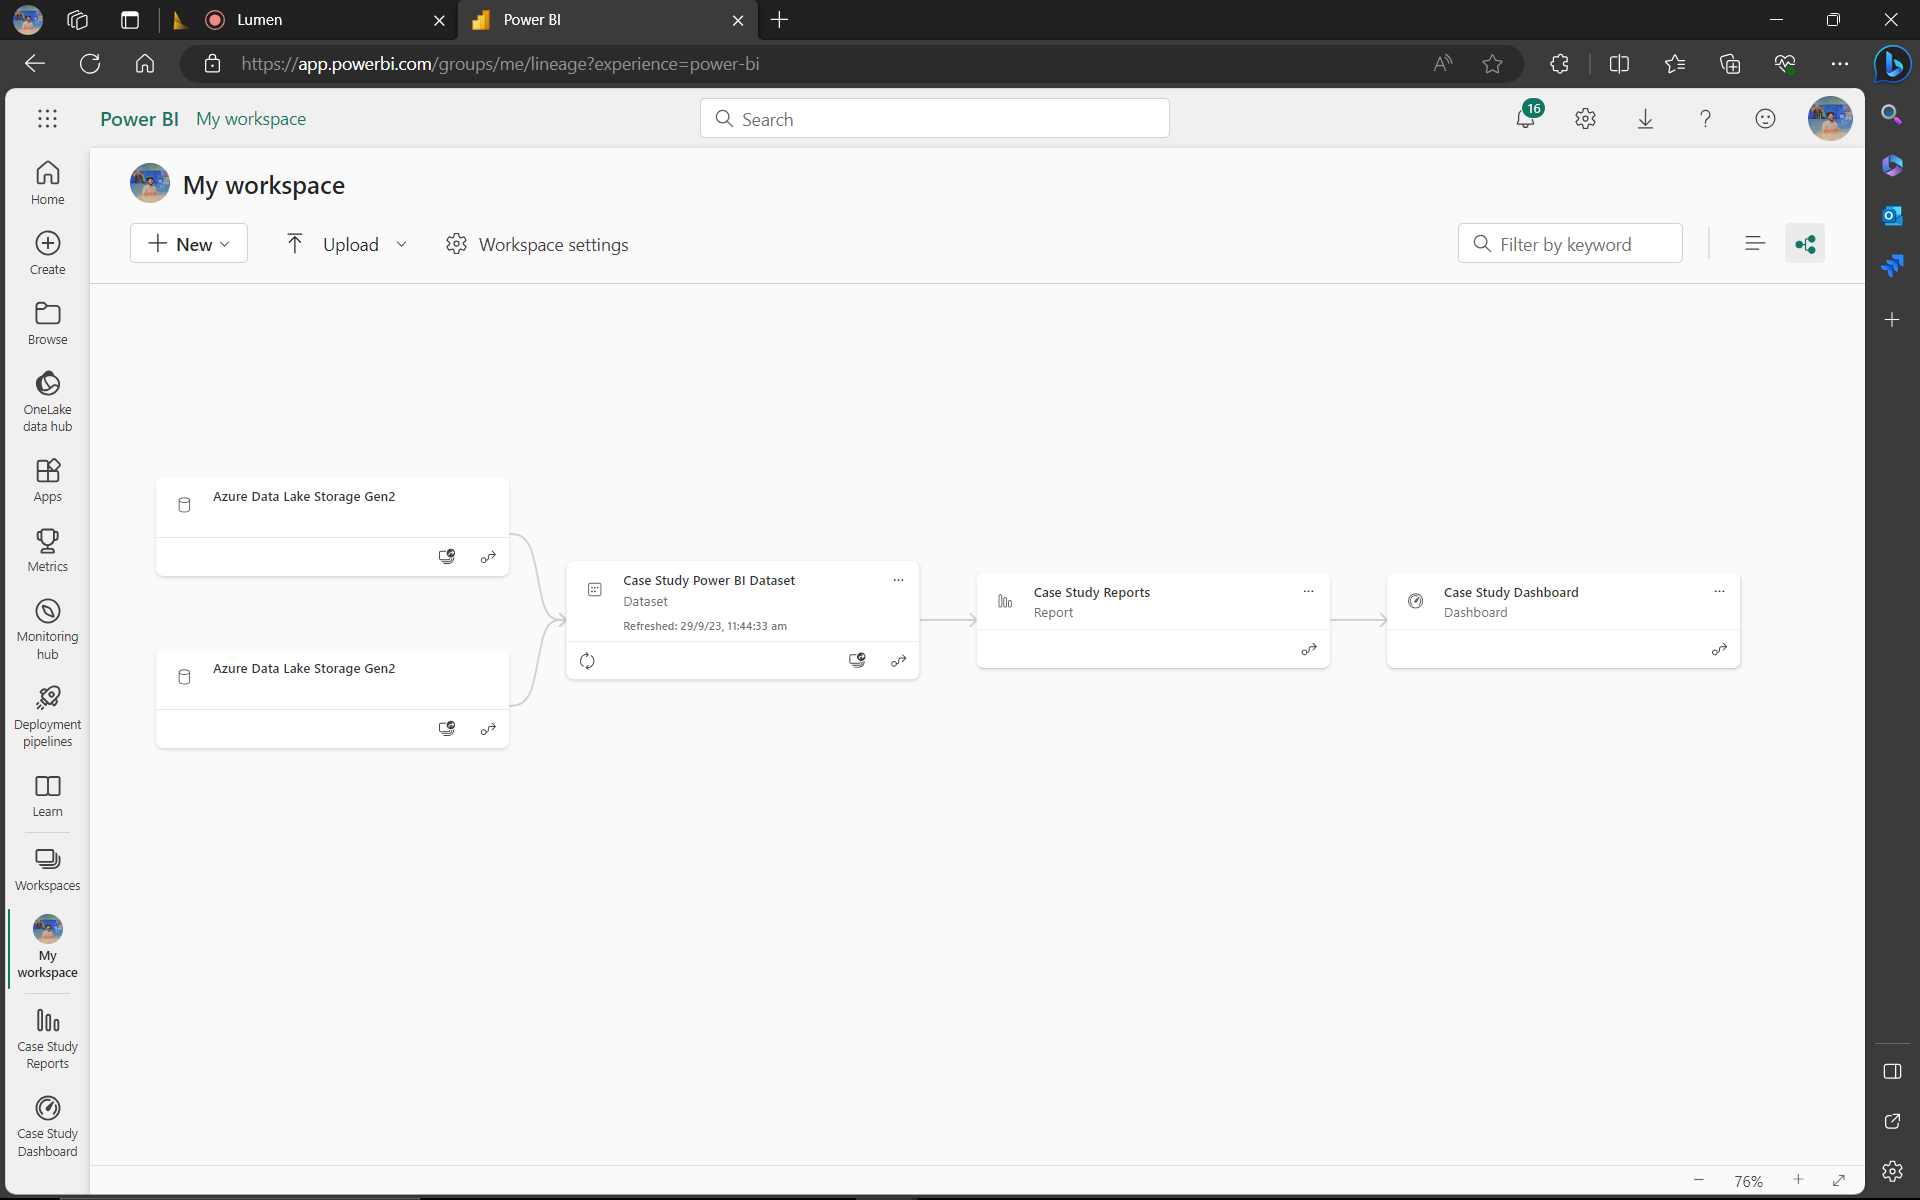 Lumen
Power BI
https://app.powerbi.com/groups/me/lineage?experience=power-bi
Power BI My workspace
Search
16
My workspace
New
Upload
Workspace settings
Filter by keyword
Home
Create
Browse
OneLake
data hub
Apps
Metrics
Monitoring
hub
Deployment
pipelines
Learn
Workspaces
My
workspace
Case Study
Reports
Case Study
Dashboard
Azure Data Lake Storage Gen2
Azure Data Lake Storage Gen2
Case Study Power BI Dataset
Dataset
Refreshed: 29/9/23, 11:44:33 am
Case Study Reports
Report
Case Study Dashboard
Dashboard
76%